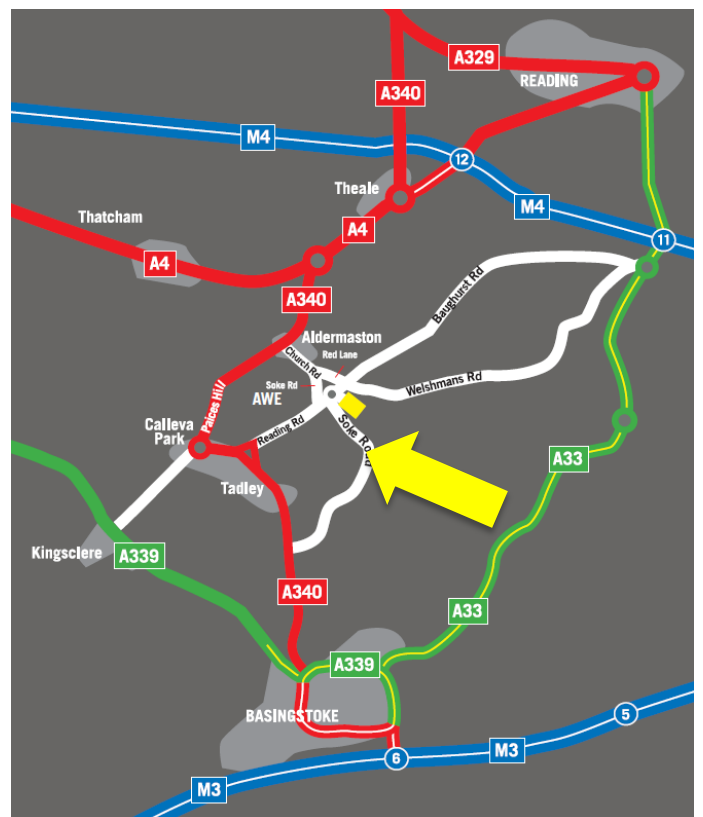 A329
READING
A340
M4
12
Theale
M4
Thatcham
A4
11
A4
A340
Baughurst Rd
Aldermaston
Red Lane
Church Rd
Soke Rd
Welshmans Rd
AWE
Paices Hill
Calleva
Park
Reading Rd
Soke Road
A33
Tadley
Kingsclere
A339
A340
A33
A339
BASINGSTOKE
5
M3
6
M3